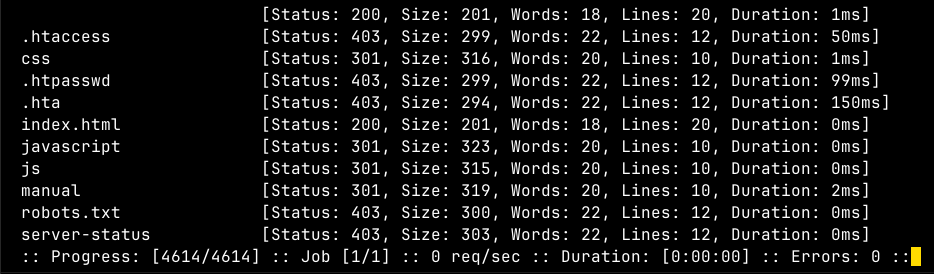 [Status: 200, Size: 201, Words: 18, Lines: 20, Duration: 1ms]
.htaccess [Status: 403, Size: 299, Words: 22, Lines: 12, Duration: 50ms]
css [Status: 301, Size: 316, Words: 20, Lines: 10, Duration: 1ms]
.htpasswd [Status: 403, Size: 299, Words: 22, Lines: 12, Duration: 99ms]
.hta [Status: 403, Size: 294, Words: 22, Lines: 12, Duration: 150ms]
index.html [Status: 200, Size: 201, Words: 18, Lines: 20, Duration: 0ms]
javascript [Status: 301, Size: 323, Words: 20, Lines: 10, Duration: 0ms]
js [Status: 301, Size: 315, Words: 20, Lines: 10, Duration: 0ms]
manual [Status: 301, Size: 319, Words: 20, Lines: 10, Duration: 2ms]
robots.txt [Status: 403, Size: 300, Words: 22, Lines: 12, Duration: 0ms]
server-status [Status: 403, Size: 303, Words: 22, Lines: 12, Duration: 0ms]
:: Progress: [4614/4614] :: Job [1/1] :: 0 req/sec :: Duration: [0:00:00] :: Errors: 0 ::